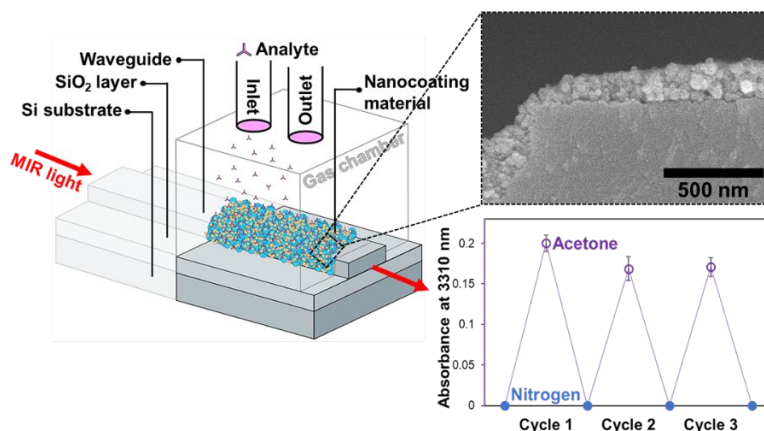 Analyte
Waveguide
SiO2 layer
Si substrate
Inlet
Outlet
Nanocoating
material
MIR light
Gas chamber
500 nm
Absorbance at 3310 nm
0.2
0.15
0.1
0.05
0
Acetone
Nitrogen
Cycle 1 Cycle 2 Cycle 3